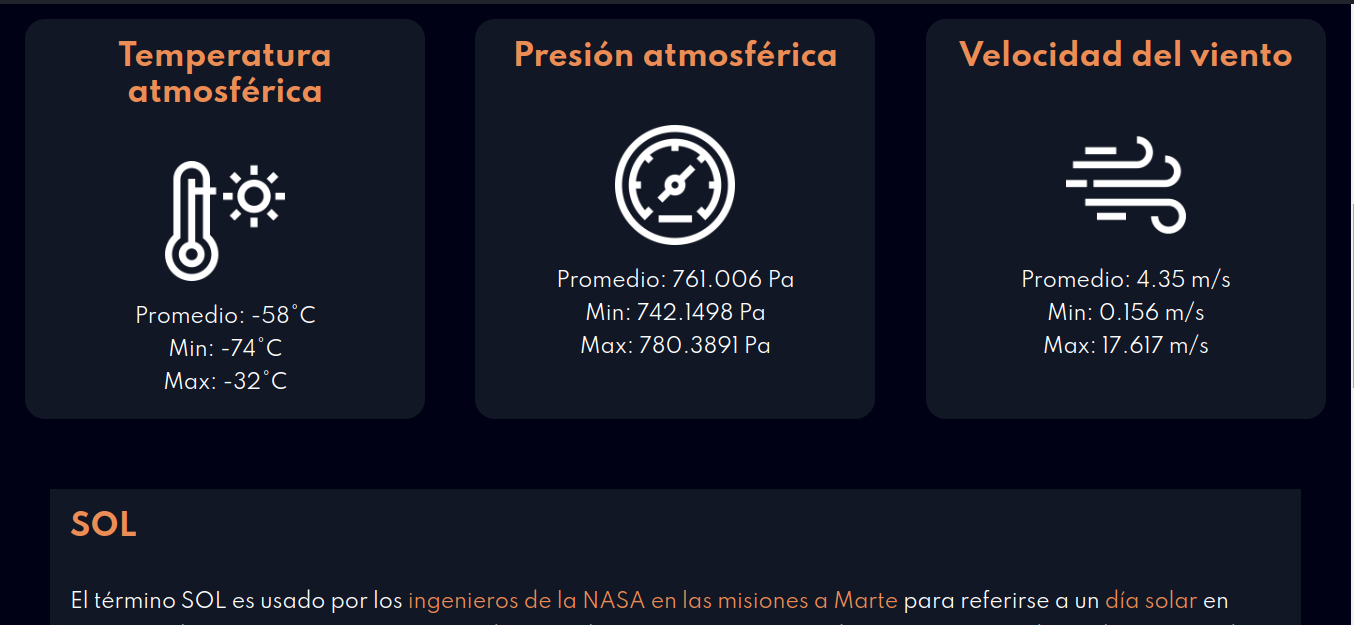 Temperatura
atmosférica
Promedio: -58°C
Min: -74°C
Max: -32°C
Presión atmosférica
Promedio: 761.006 Pa
Min: 742.1498 Pa
Max: 780.3891 Pa
Velocidad del viento
Promedio: 4.35 m/s
Min: 0.156 m/s
Max: 17.617 m/s
SOL
El término SOL es usado por los ingenieros de la NASA en las misiones a Marte para referirse a un día solar en